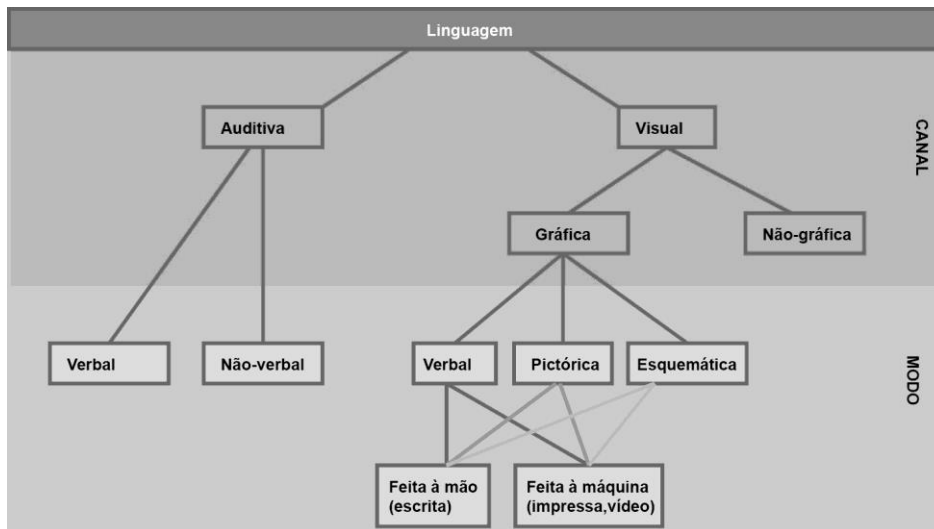 Linguagem
Auditiva
Visual
CANAL
Gráfica
Não-gráfica
Verbal
Não-verbal
Verbal
Pictórica
Esquemática
MODO
Feita à mão
(escrita)
Feita à máquina
(impressa,vídeo)